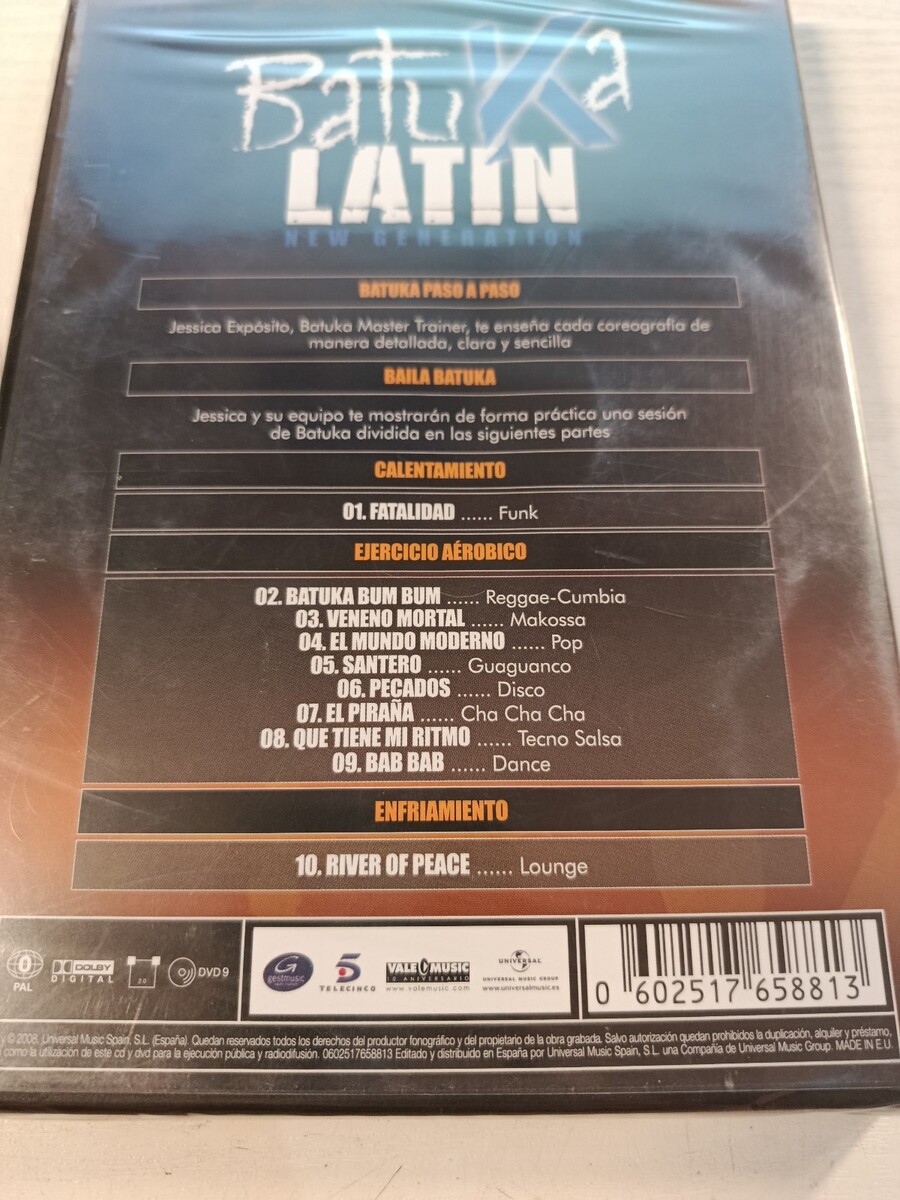 BatuKa
LATIN
NEW GENERATION
BATUKA PASO A PASO
Jessica Expósito, Batuka Master Trainer, te enseña cada coreografía de
manera detallada, clara y sencilla
BAILA BATUKA
Jessica y su equipo te mostrarán de forma práctica una sesión
de Batuka dividida en las siguientes partes
CALENTAMIENTO
01. FATALIDAD ...... Funk
EJERCICIO AÉROBICO
02. BATUKA BUM BUM ...... Reggae-Cumbia
03. VENENO MORTAL ...... Makossa
04. EL MUNDO MODERNO ...... Pop
05. SANTERO ...... Guaguanco
06. PECADOS ...... Disco
07. EL PIRAÑA ...... Cha Cha Cha
08. QUE TIENE MI RITMO ...... Tecno Salsa
09. BAB BAB ...... Dance
ENFRIAMIENTO
10. RIVER OF PEACE ...... Lounge
0
PAL
DOLBY
DIGITAL
2.0
DVD 9
gestmusic
5
TELECINCO
VALE MUSIC
10 ANIVERSARIO
www.valemusic.com
UNIVERSAL
UNIVERSAL MUSIC GROUP
www.universalmusic.es
0 602517 658813
© 2008. Universal Music Spain, S.L. (España). Quedan reservados todos los derechos del productor fonográfico y del propietario de la obra grabada. Salvo autorización quedan prohibidos la duplicación, alquiler y préstamo,
como la utilización de este cd y dvd para la ejecución pública y radiodifusión. 0602517658813 Editado y distribuido en España por Universal Music Spain, S.L. una Compañía de Universal Music Group. MADE IN E.U.